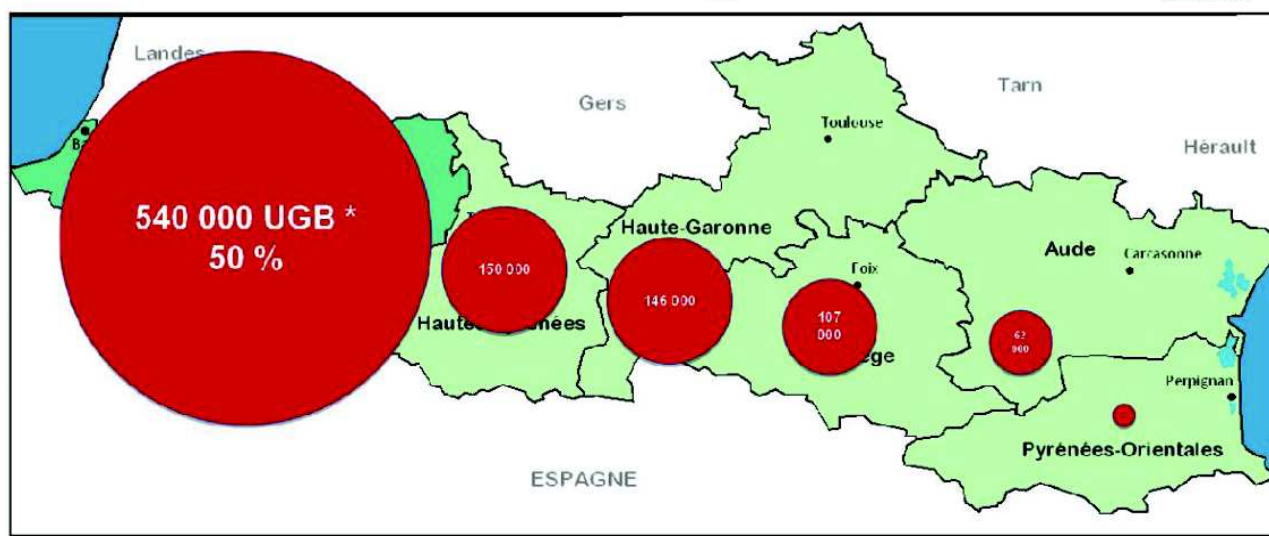 Landes
Gers
Tarn
Hérault
Toulouse
540 000 UGB *
50 %
Haute-Garonne
Aude
Carcasonne
150 000
146 000
Foix
107
000
Perpignan
Pyrénées-Orientales
ESPAGNE